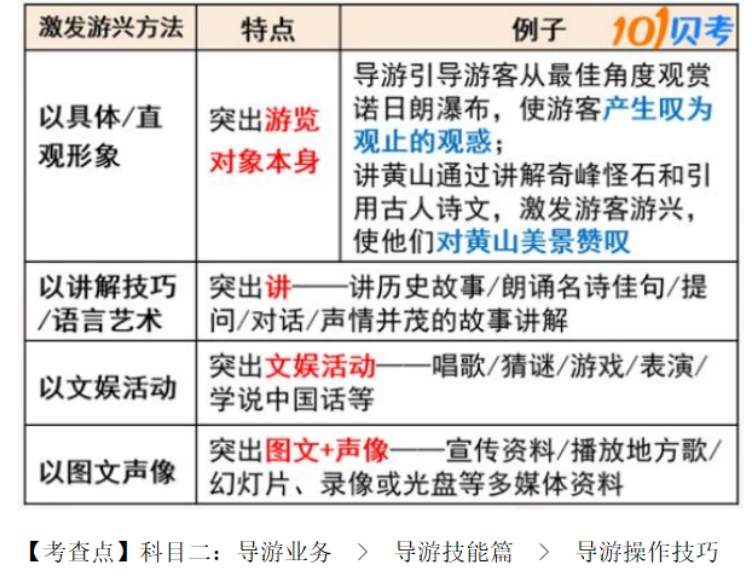 激发游兴方法 特点 例子 101贝考
以具体/直
观形象
突出游览
对象本身
导游引导游客从最佳角度观赏
诺日朗瀑布，使游客产生叹为
观止的观惑；
讲黄山通过讲解奇峰怪石和引
用古人诗文，激发游客游兴，
使他们对黄山美景赞叹
以讲解技巧
/语言艺术
突出讲——讲历史故事/朗诵名诗佳句/提
问/对话/声情并茂的故事讲解
以文娱活动
突出文娱活动——唱歌/猜谜/游戏/表演/
学说中国话等
以图文声像
突出图文+声像——宣传资料/播放地方歌/
幻灯片、录像或光盘等多媒体资料
【考查点】科目二：导游业务 > 导游技能篇 > 导游操作技巧